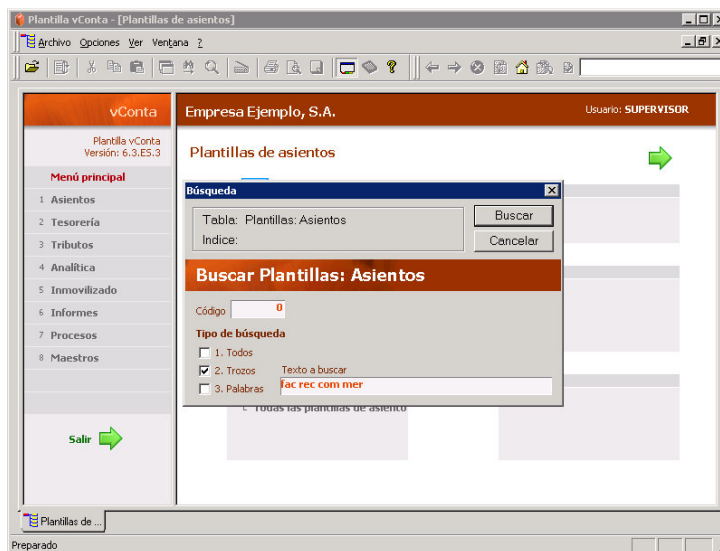 Plantilla vConta - [Plantillas de asientos]
Archivo Opciones Ver Ventana ?
vConta
Empresa Ejemplo, S.A.
Usuario: SUPERVISOR
Plantilla vConta
Versión: 6.3.ES.3
Plantillas de asientos
Menú principal
1 Asientos
2 Tesorería
3 Tributos
4 Analítica
5 Inmovilizado
6 Informes
7 Procesos
8 Maestros
Salir
Búsqueda
Tabla: Plantillas: Asientos
Indice:
Buscar
Cancelar
Buscar Plantillas: Asientos
Código 0
Tipo de búsqueda
1. Todos
2. Trozos
Texto a buscar
3. Palabras
fac rec com mer
Todas las plantillas de asiento
Plantillas de ...
Preparado